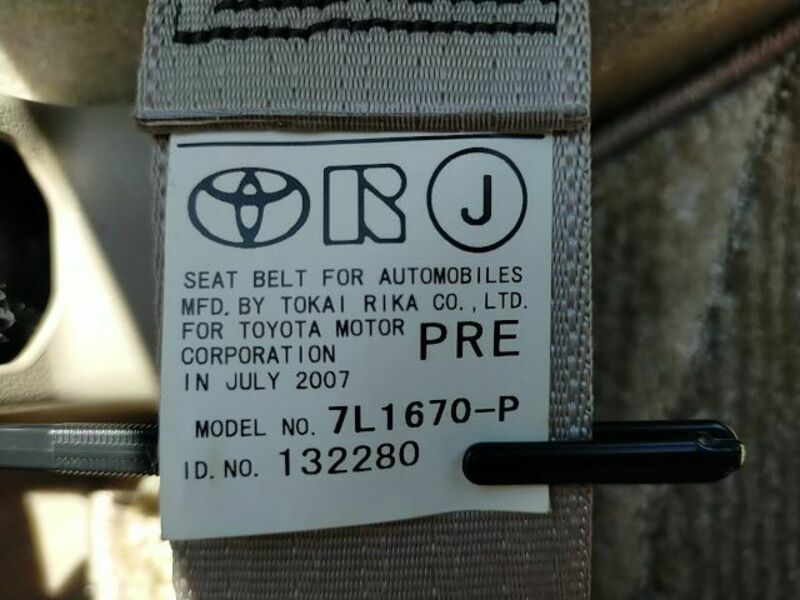 R J
SEAT BELT FOR AUTOMOBILES
MFD. BY TOKAI RIKA CO., LTD.
FOR TOYOTA MOTOR
CORPORATION PRE
IN JULY 2007
MODEL NO. 7L1670-P
ID. NO. 132280